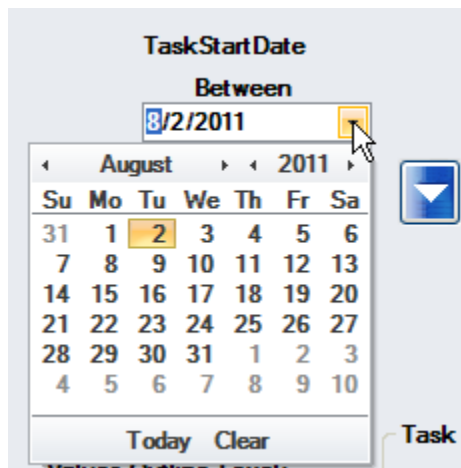 TaskStartDate
Between
8/2/2011
August 2011
Su Mo Tu We Th Fr Sa
31 1 2 3 4 5 6
7 8 9 10 11 12 13
14 15 16 17 18 19 20
21 22 23 24 25 26 27
28 29 30 31 1 2 3
4 5 6 7 8 9 10
Today Clear
Task